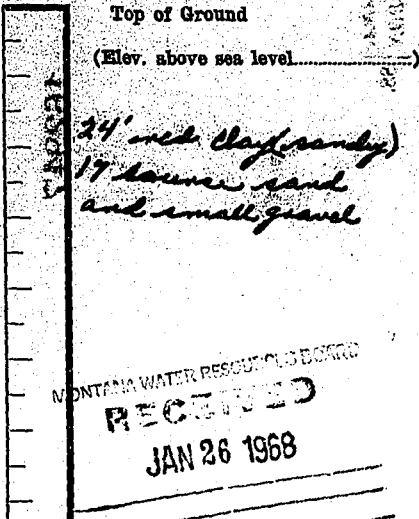 Top of Ground
(Elev. above sea level..............)
24' red clay (sandy)
17 course sand
and small gravel
MONTANA WATER RESOURCES BOARD
RECEIVED
JAN 26 1968